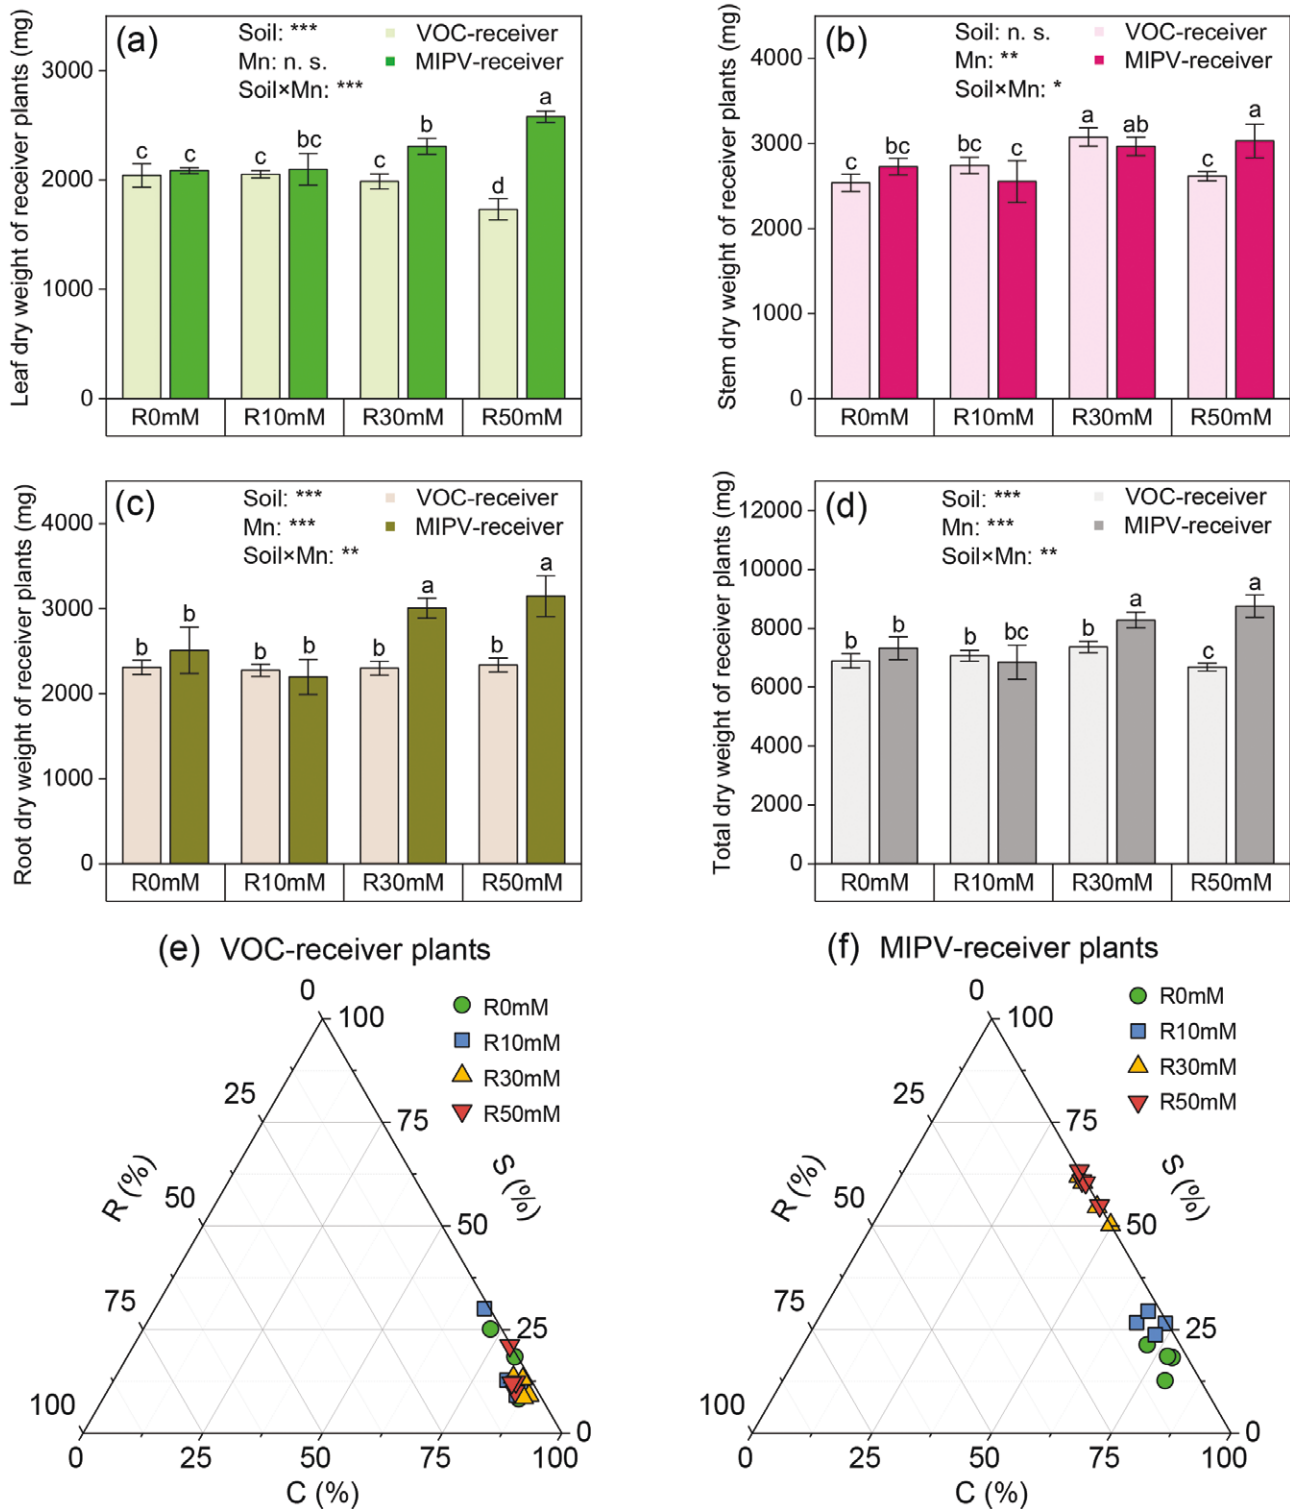 (a)
Soil: ***
Mn: n. s.
Soil×Mn: ***
VOC-receiver
MIPV-receiver
Leaf dry weight of receiver plants (mg)
3000
2000
1000
0
c c c bc c b d a
R0mM R10mM R30mM R50mM
(b)
Soil: n. s.
Mn: **
Soil×Mn: *
VOC-receiver
MIPV-receiver
Stem dry weight of receiver plants (mg)
4000
3000
2000
1000
0
c bc bc c a ab c a
R0mM R10mM R30mM R50mM
(c)
Soil: ***
Mn: ***
Soil×Mn: **
VOC-receiver
MIPV-receiver
Root dry weight of receiver plants (mg)
4000
3000
2000
1000
0
b b b b b a b a
R0mM R10mM R30mM R50mM
(d)
Soil: ***
Mn: ***
Soil×Mn: **
VOC-receiver
MIPV-receiver
Total dry weight of receiver plants (mg)
12000
10000
8000
6000
4000
2000
0
b b b bc b a c a
R0mM R10mM R30mM R50mM
(e) VOC-receiver plants
R0mM
R10mM
R30mM
R50mM
0
25
50
75
100
R (%)
100
75
50
25
0
S (%)
0 25 50 75 100
C (%)
(f) MIPV-receiver plants
R0mM
R10mM
R30mM
R50mM
0
25
50
75
100
R (%)
100
75
50
25
0
S (%)
0 25 50 75 100
C (%)